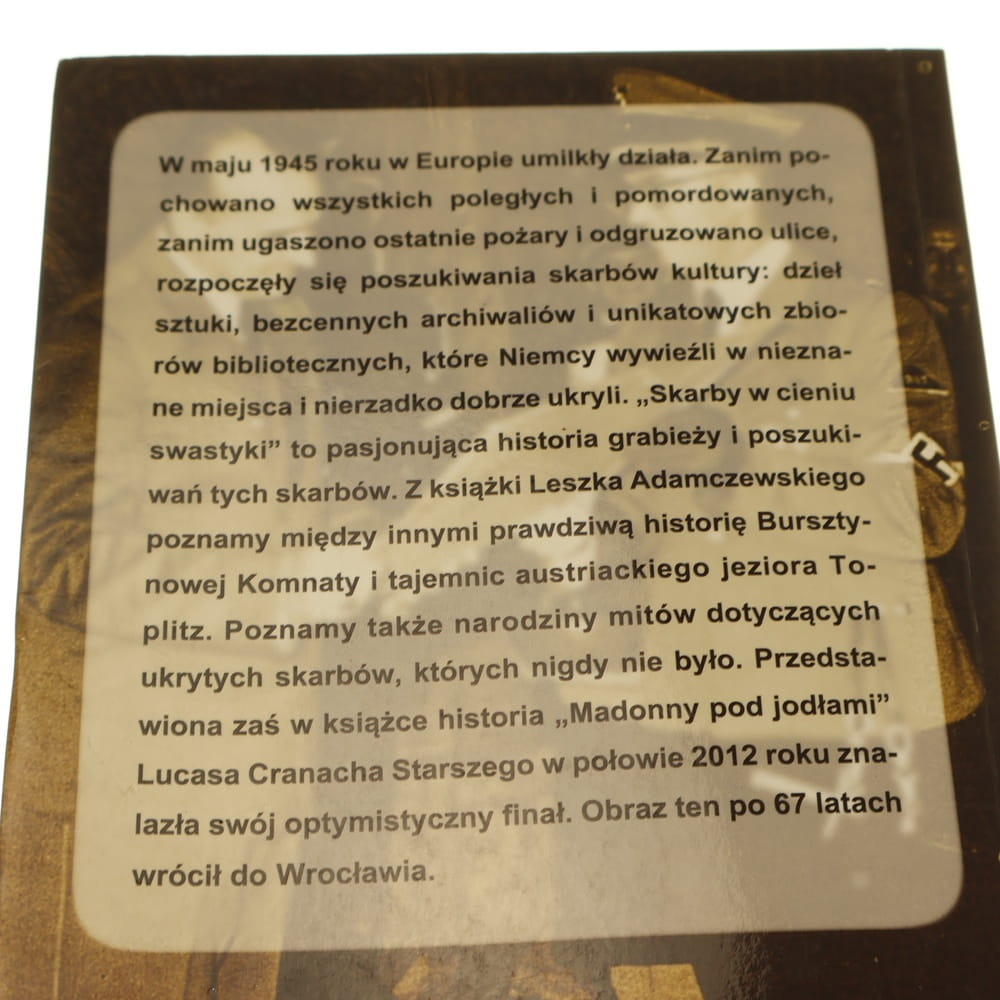 W maju 1945 roku w Europie umilkły działa. Zanim po-
chowano wszystkich poległych i pomordowanych,
zanim ugaszono ostatnie pożary i odgruzowano ulice,
rozpoczęły się poszukiwania skarbów kultury: dzieł
sztuki, bezcennych archiwaliów i unikatowych zbio-
rów bibliotecznych, które Niemcy wywieźli w niezna-
ne miejsca i nierzadko dobrze ukryli. „Skarby w cieniu
swastyki” to pasjonująca historia grabieży i poszuki-
wań tych skarbów. Z książki Leszka Adamczewskiego
poznamy między innymi prawdziwą historię Burszty-
nowej Komnaty i tajemnic austriackiego jeziora To-
plitz. Poznamy także narodziny mitów dotyczących
ukrytych skarbów, których nigdy nie było. Przedsta-
wiona zaś w książce historia „Madonny pod jodłami”
Lucasa Cranacha Starszego w połowie 2012 roku zna-
lazła swój optymistyczny finał. Obraz ten po 67 latach
wrócił do Wrocławia.